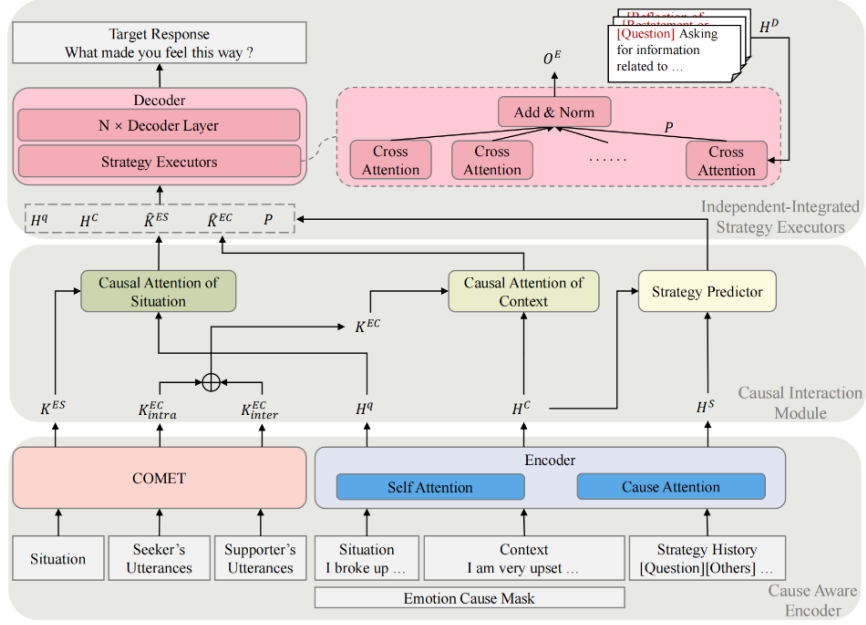 Target Response
What made you feel this way ?
[Reflection of
[Restatement or
[Question] Asking
for information
related to …
H^D
O^E
Decoder
N × Decoder Layer
Strategy Executors
Add & Norm
P
Cross
Attention
Cross
Attention
……
Cross
Attention
H^q H^C K̂^ES K̂^EC P
Independent-Integrated
Strategy Executors
Causal Attention of
Situation
Causal Attention of
Context
Strategy Predictor
K^EC
K^ES K^EC_intra K^EC_inter H^q H^C H^S
Causal Interaction
Module
COMET
Encoder
Self Attention
Cause Attention
Situation
Seeker's
Utterances
Supporter's
Utterances
Situation
I broke up …
Context
I am very upset …
Strategy History
[Question][Others] …
Emotion Cause Mask
Cause Aware
Encoder